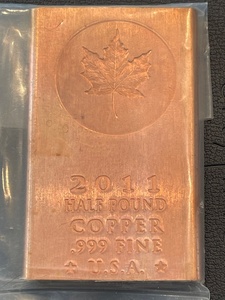 2011
HALF POUND
COPPER
.999 FINE
★ U.S.A. ★